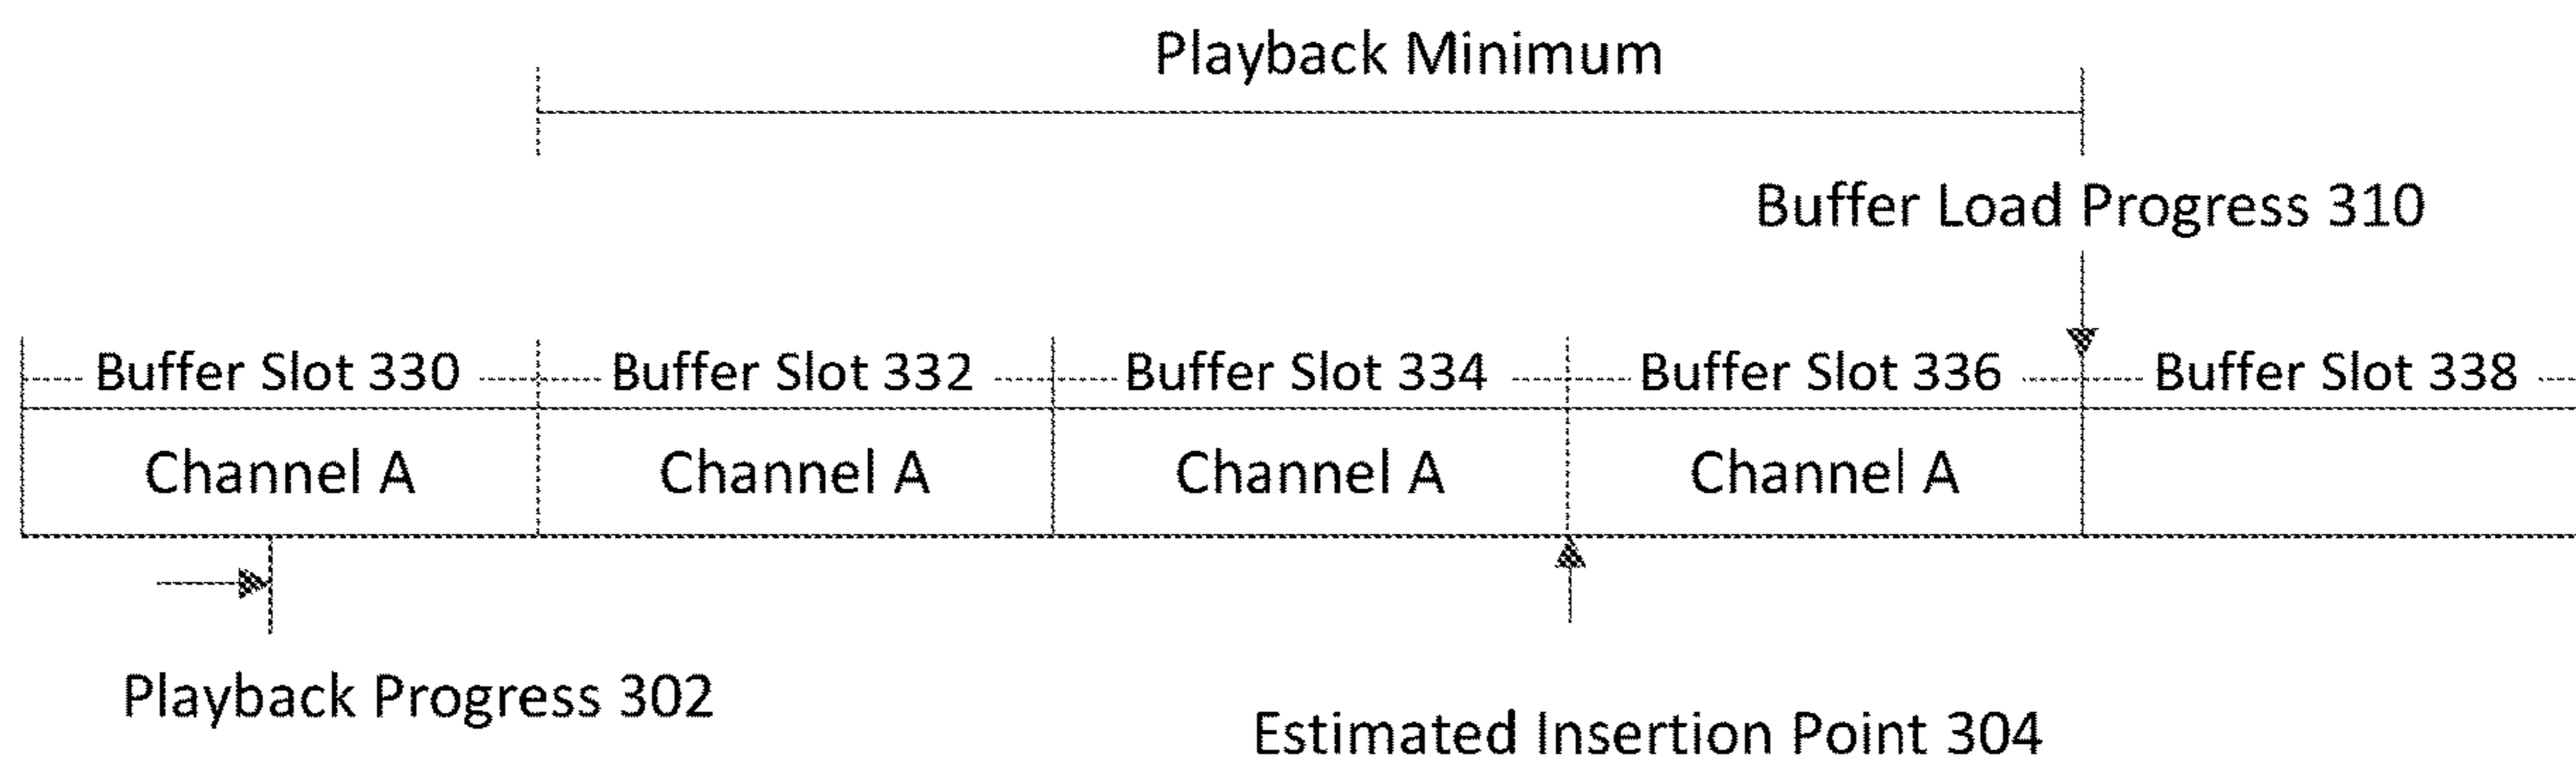 Playback Minimum
Buffer Load Progress 310
Buffer Slot 330 Buffer Slot 332 Buffer Slot 334 Buffer Slot 336 Buffer Slot 338
Channel A Channel A Channel A Channel A
Playback Progress 302
Estimated Insertion Point 304